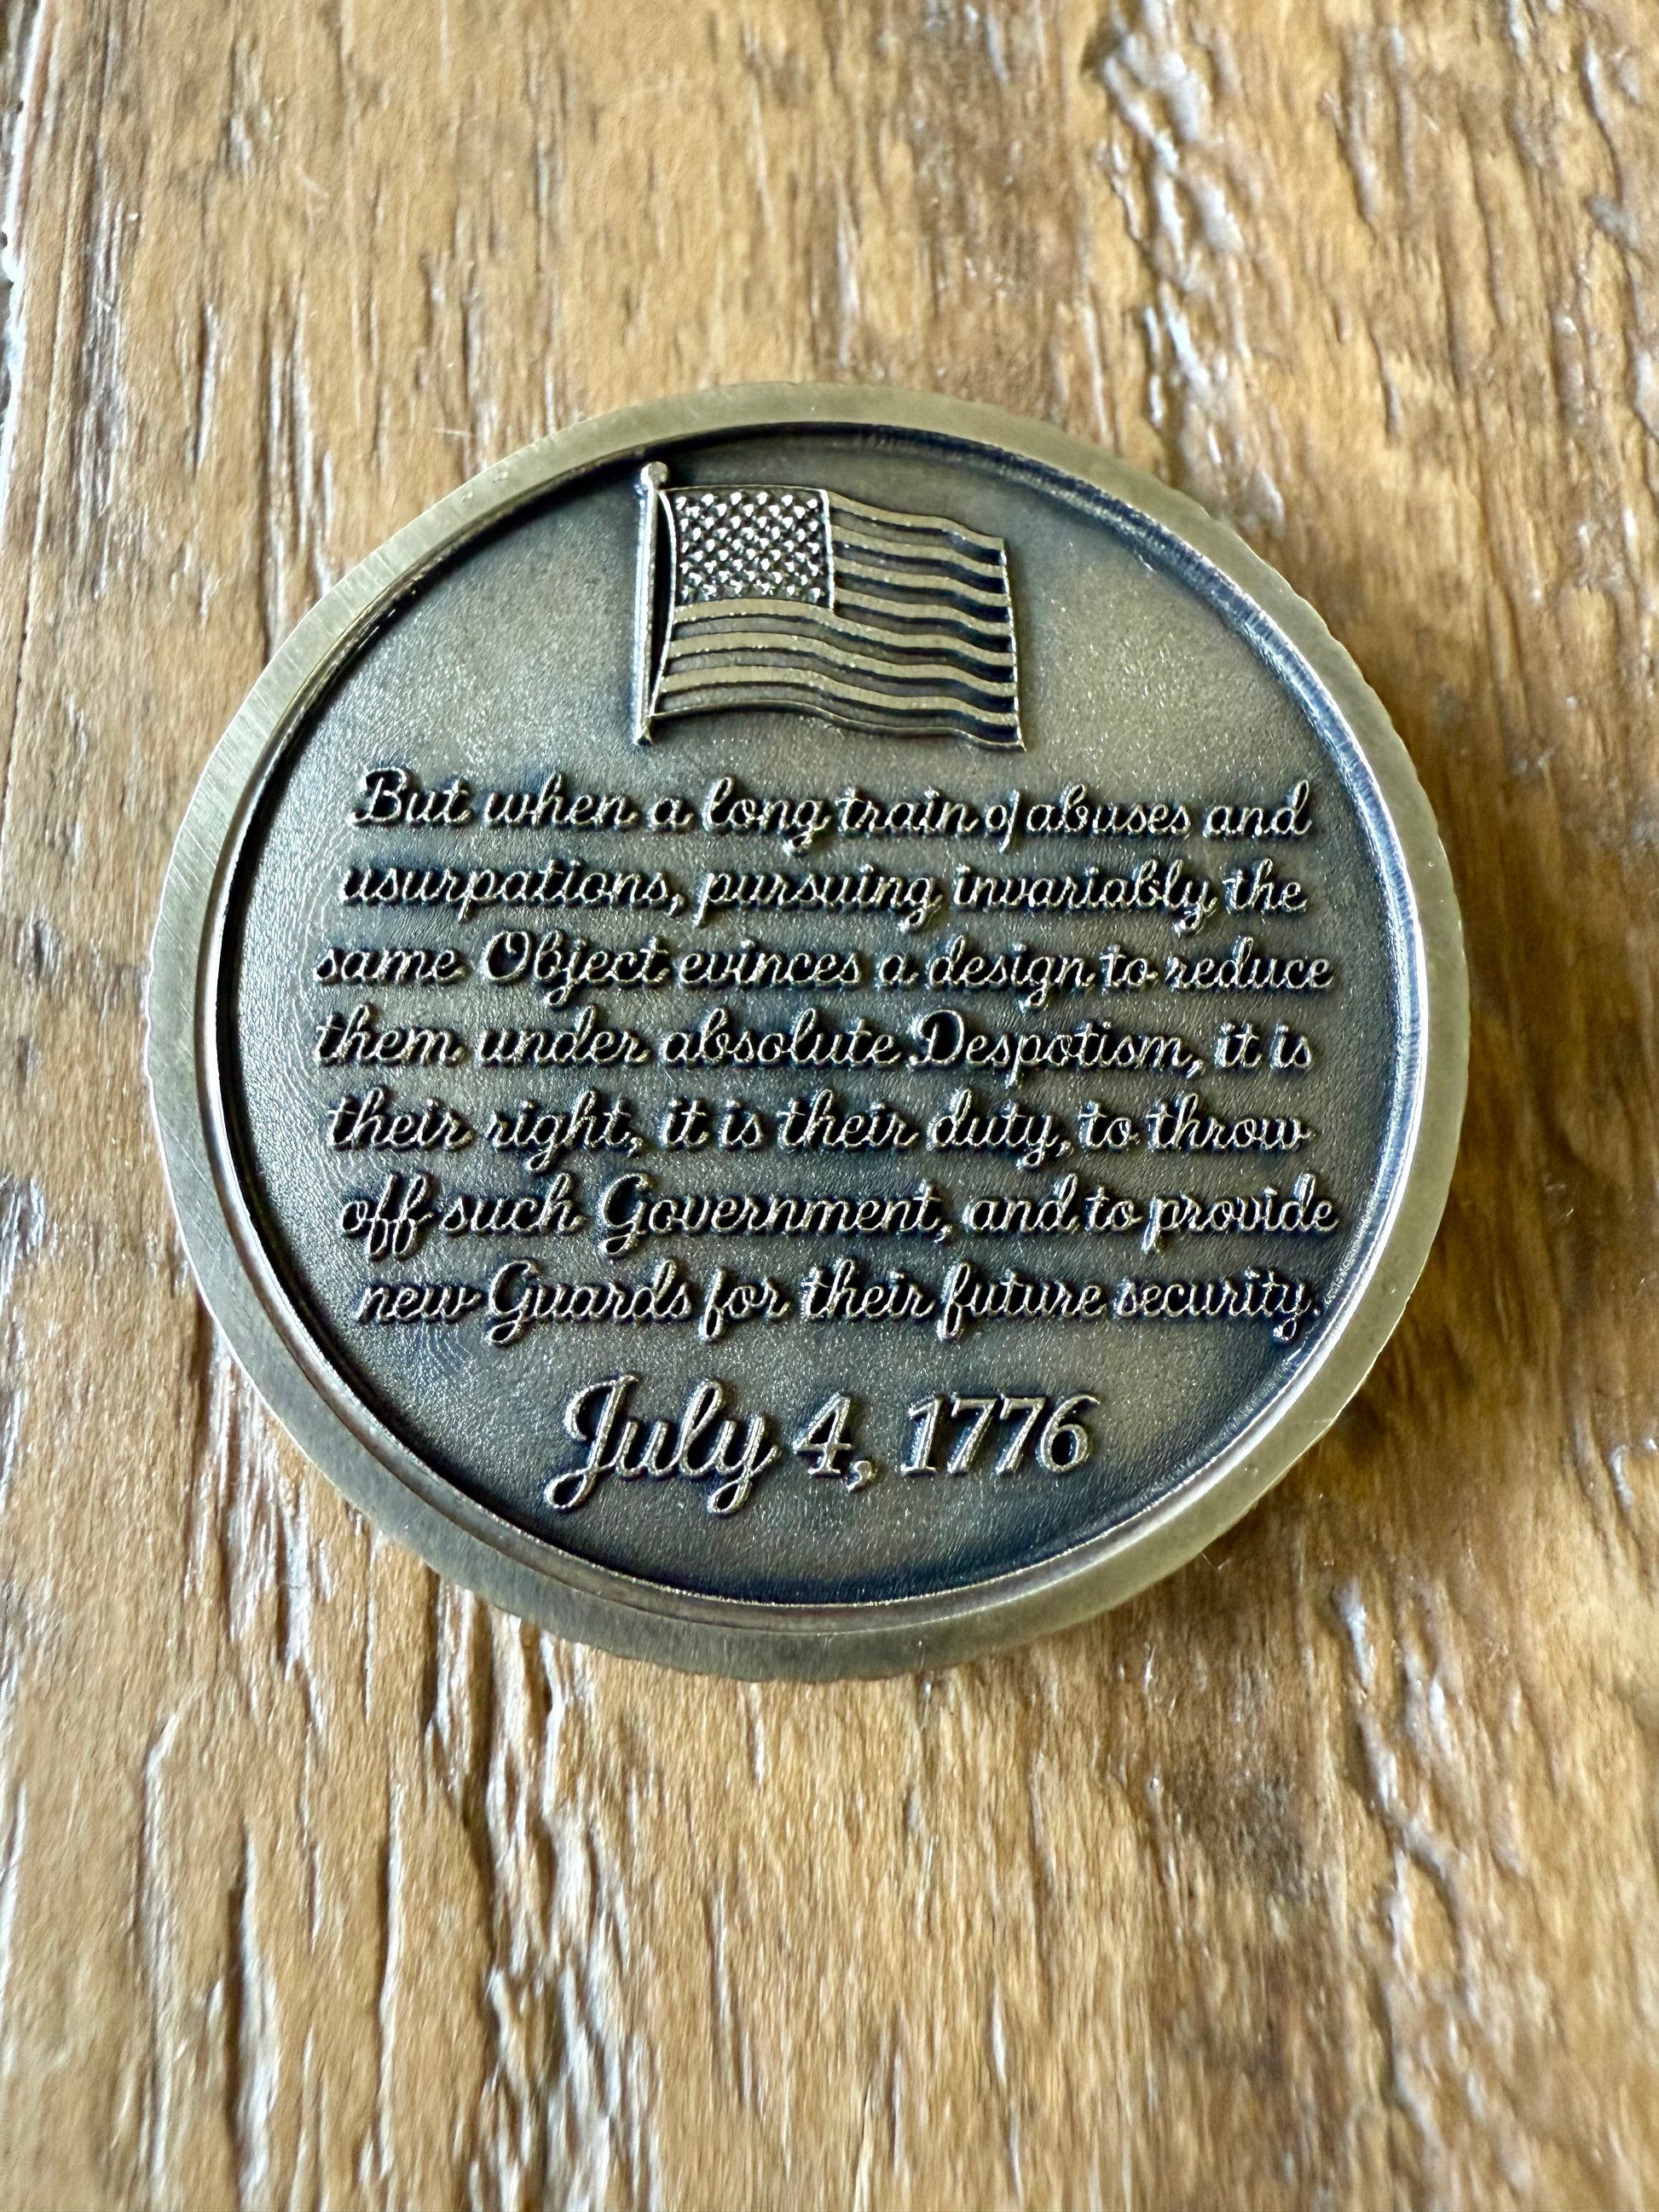 But when a long train of abuses and
usurpations, pursuing invariably the
same Object evinces a design to reduce
them under absolute Despotism, it is
their right, it is their duty, to throw
off such Government, and to provide
new Guards for their future security.
July 4, 1776